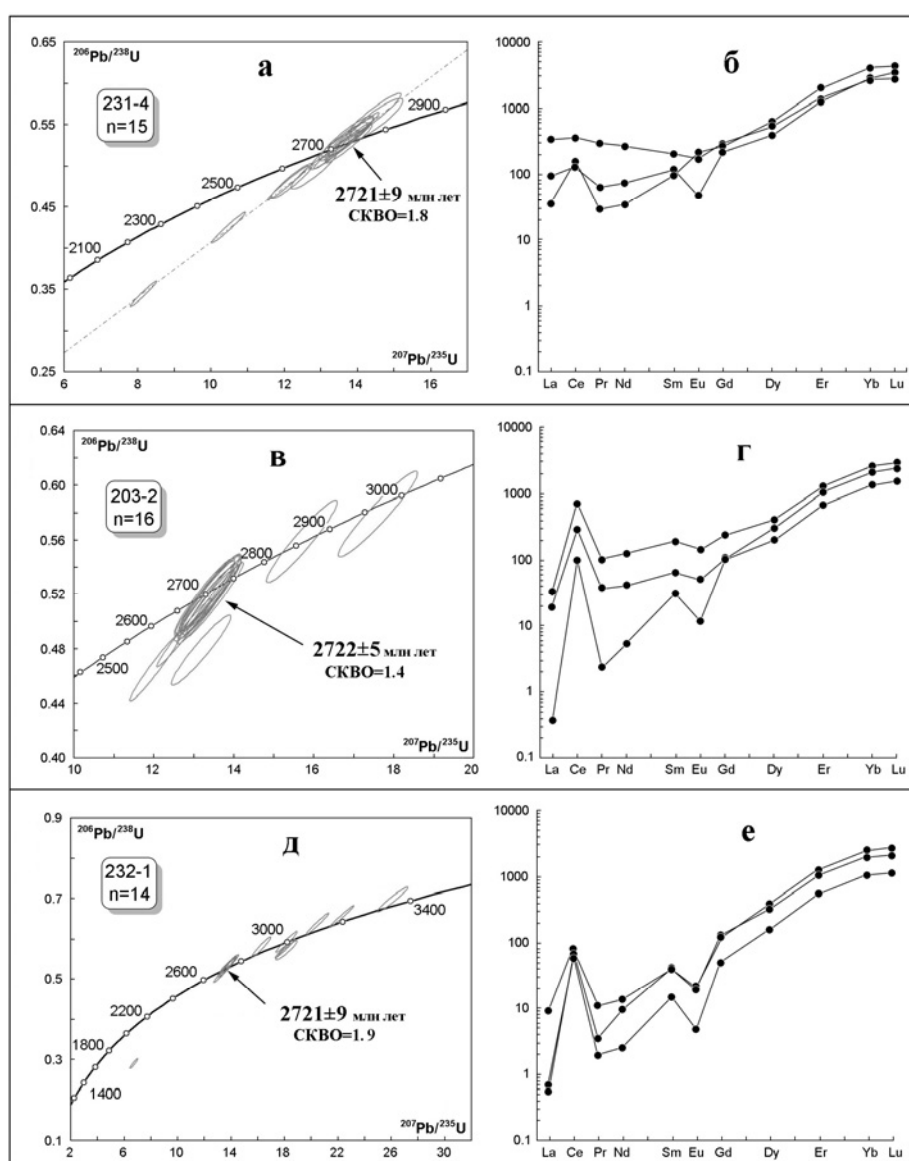 а
206Pb/238U
231-4
n=15
0.65
0.55
0.45
0.35
0.25
2100
2300
2500
2700
2900
2721±9 млн лет
СКВО=1.8
207Pb/235U
6 8 10 12 14 16
б
10000
1000
100
10
1
0.1
La Ce Pr Nd Sm Eu Gd Dy Er Yb Lu
в
206Pb/238U
203-2
n=16
0.64
0.60
0.56
0.52
0.48
0.44
0.40
2500
2600
2700
2800
2900
3000
2722±5 млн лет
СКВО=1.4
207Pb/235U
10 12 14 16 18 20
г
10000
1000
100
10
1
0.1
La Ce Pr Nd Sm Eu Gd Dy Er Yb Lu
д
206Pb/238U
232-1
n=14
0.9
0.7
0.5
0.3
0.1
1400
1800
2200
2600
3000
3400
2721±9 млн лет
СКВО=1.9
207Pb/235U
2 6 10 14 18 22 26 30
е
10000
1000
100
10
1
0.1
La Ce Pr Nd Sm Eu Gd Dy Er Yb Lu